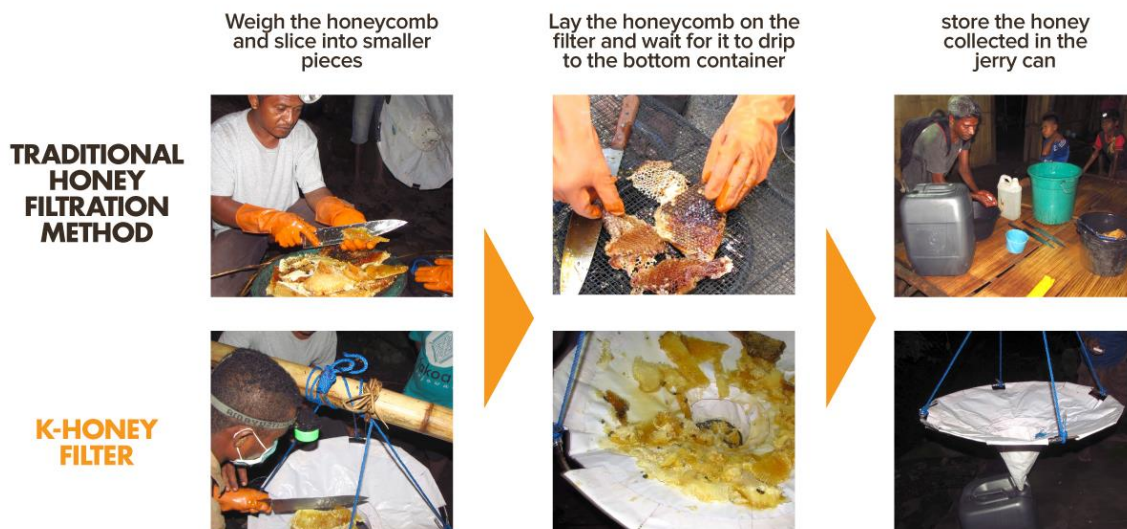 Weigh the honeycomb
and slice into smaller
pieces
Lay the honeycomb on the
filter and wait for it to drip
to the bottom container
store the honey
collected in the
jerry can
TRADITIONAL
HONEY
FILTRATION
METHOD
K-HONEY
FILTER